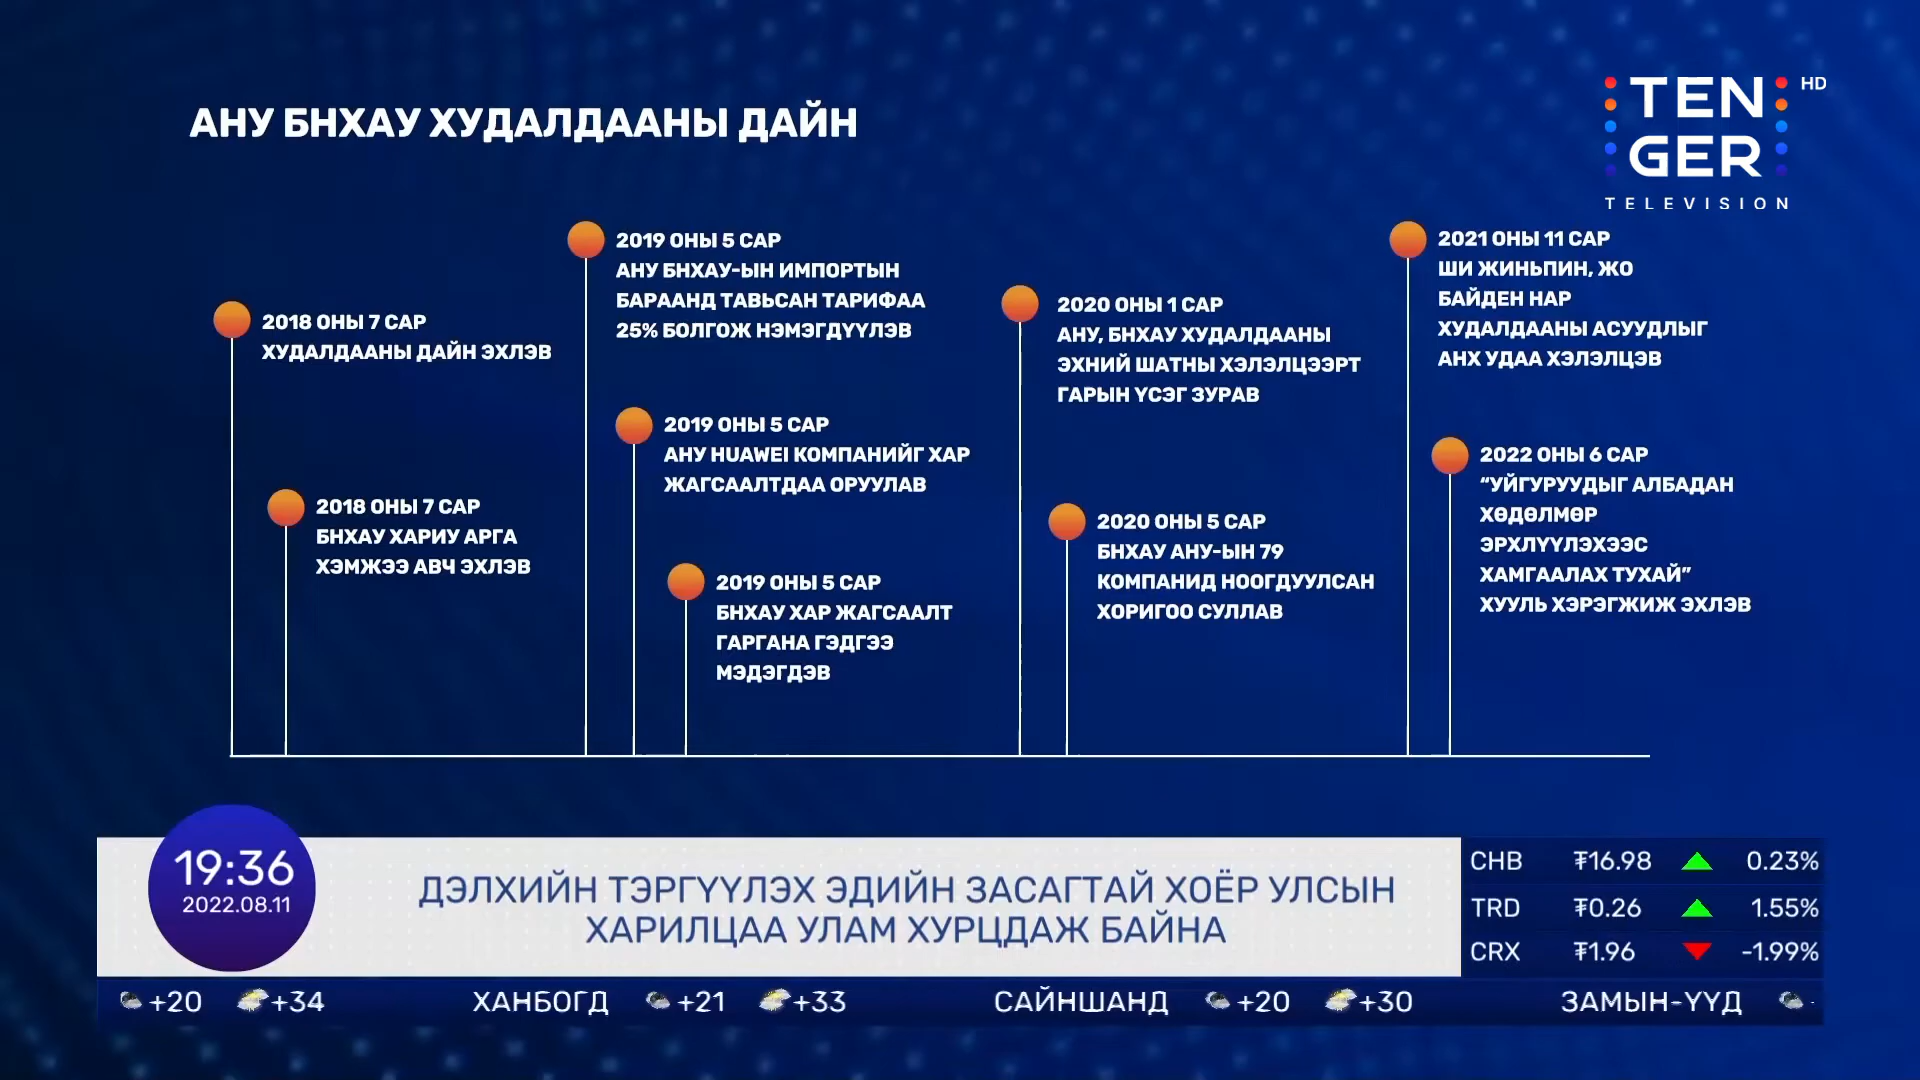 АНУ БНХАУ ХУДАЛДААНЫ ДАЙН
TEN
GER
HD
TELEVISION
2018 ОНЫ 7 САР
ХУДАЛДААНЫ ДАЙН ЭХЛЭВ
2018 ОНЫ 7 САР
БНХАУ ХАРИУ АРГА
ХЭМЖЭЭ АВЧ ЭХЛЭВ
2019 ОНЫ 5 САР
АНУ БНХАУ-ЫН ИМПОРТЫН
БАРААНД ТАВЬСАН ТАРИФАА
25% БОЛГОЖ НЭМЭГДҮҮЛЭВ
2019 ОНЫ 5 САР
АНУ HUAWEI КОМПАНИЙГ ХАР
ЖАГСААЛТДАА ОРУУЛАВ
2019 ОНЫ 5 САР
БНХАУ ХАР ЖАГСААЛТ
ГАРГАНА ГЭДГЭЭ
МЭДЭГДЭВ
2020 ОНЫ 1 САР
АНУ, БНХАУ ХУДАЛДААНЫ
ЭХНИЙ ШАТНЫ ХЭЛЭЛЦЭЭРТ
ГАРЫН ҮСЭГ ЗУРАВ
2020 ОНЫ 5 САР
БНХАУ АНУ-ЫН 79
КОМПАНИД НООГДУУЛСАН
ХОРИГОО СУЛЛАВ
2021 ОНЫ 11 САР
ШИ ЖИНЬПИН, ЖО
БАЙДЕН НАР
ХУДАЛДААНЫ АСУУДЛЫГ
АНХ УДАА ХЭЛЭЛЦЭВ
2022 ОНЫ 6 САР
“УЙГУРУУДЫГ АЛБАДАН
ХӨДӨЛМӨР
ЭРХЛҮҮЛЭХЭЭС
ХАМГААЛАХ ТУХАЙ”
ХУУЛЬ ХЭРЭГЖИЖ ЭХЛЭВ
19:36
2022.08.11
ДЭЛХИЙН ТЭРГҮҮЛЭХ ЭДИЙН ЗАСАГТАЙ ХОЁР УЛСЫН
ХАРИЛЦАА УЛАМ ХУРЦДАЖ БАЙНА
CHB ₮16.98 0.23%
TRD ₮0.26 1.55%
CRX ₮1.96 -1.99%
+20 +34 ХАНБОГД +21 +33 САЙНШАНД +20 +30 ЗАМЫН-ҮҮД